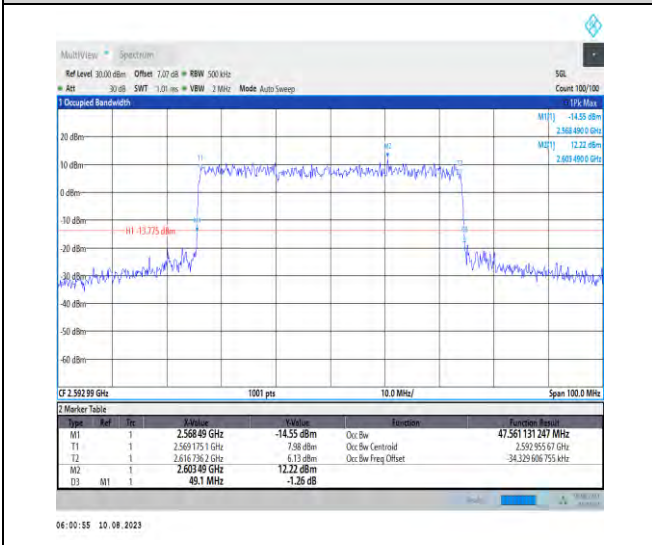 MultiView Spectrum
Ref Level 30.00 dBm Offset 7.07 dB RBW 500 kHz SGL
Att 30 dB SWT 1.01 ms VBW 2 MHz Mode Auto Sweep Count 100/100
1 Occupied Bandwidth 1Pk Max
M1[1] -14.55 dBm
2.568 490 0 GHz
M2[1] 12.22 dBm
2.603 490 0 GHz
20 dBm
10 dBm
0 dBm
-10 dBm
H1 -13.775 dBm
-20 dBm
-30 dBm
-40 dBm
-50 dBm
-60 dBm
T1
M2
T2
CF 2.592 99 GHz 1001 pts 10.0 MHz/ Span 100.0 MHz
2 Marker Table
Type Ref Trc X-Value Y-Value Function Function Result
M1 1 2.568 49 GHz -14.55 dBm Occ Bw 47.561 131 247 MHz
T1 1 2.569 175 1 GHz 7.98 dBm Occ Bw Centroid 2.592 955 67 GHz
T2 1 2.616 736 2 GHz 6.13 dBm Occ Bw Freq Offset -34.329 606 755 kHz
M2 1 2.603 49 GHz 12.22 dBm
D3 M1 1 49.1 MHz -1.26 dB
06:00:55 10.08.2023